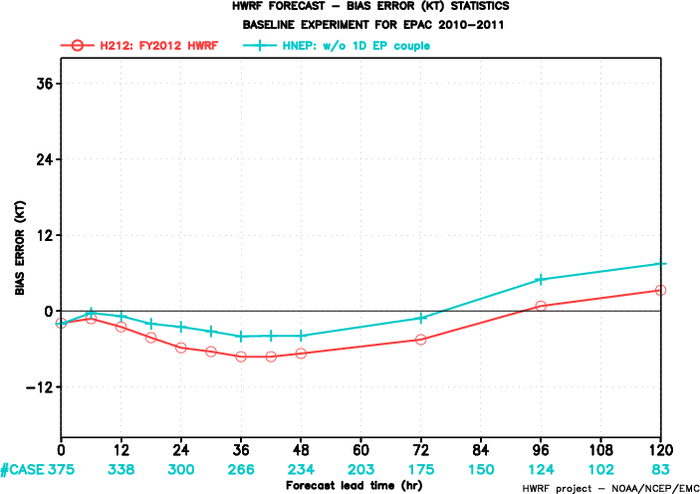 HWRF FORECAST – BIAS ERROR (KT) STATISTICS
BASELINE EXPERIMENT FOR EPAC 2010–2011
H212: FY2012 HWRF HNEP: w/o 1D EP couple
36
24
12
0
−12
BIAS ERROR (KT)
0 12 24 36 48 60 72 84 96 108 120
#CASE 375 338 300 266 234 203 175 150 124 102 83
Forecast lead time (hr)
HWRF project – NOAA/NCEP/EMC